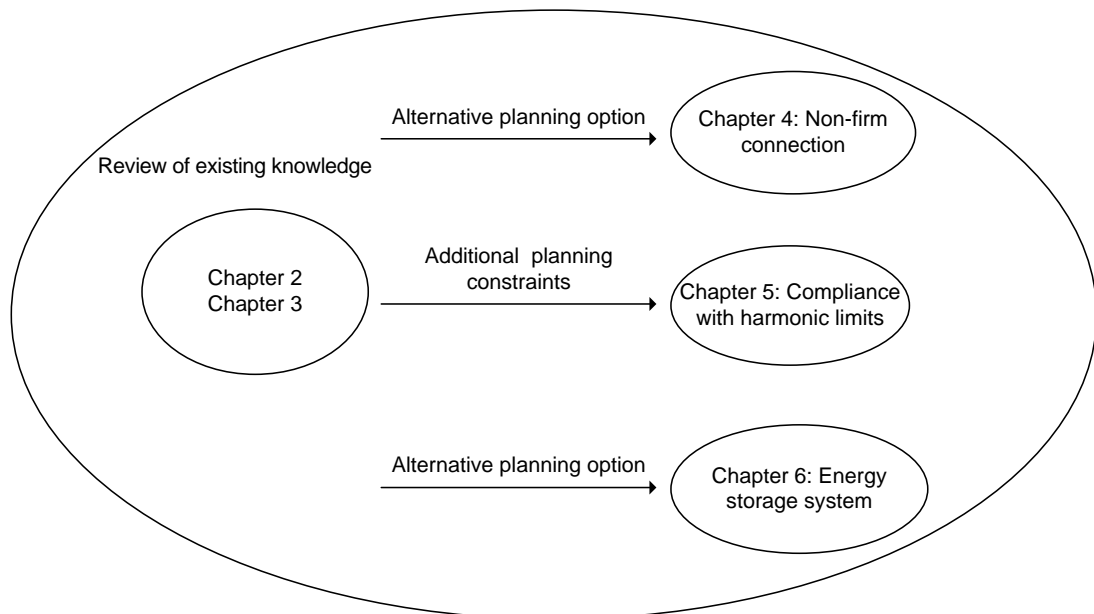 Alternative planning option
Chapter 4: Non-firm
connection
Review of existing knowledge
Chapter 2
Chapter 3
Additional planning
constraints
Chapter 5: Compliance
with harmonic limits
Alternative planning option
Chapter 6: Energy
storage system